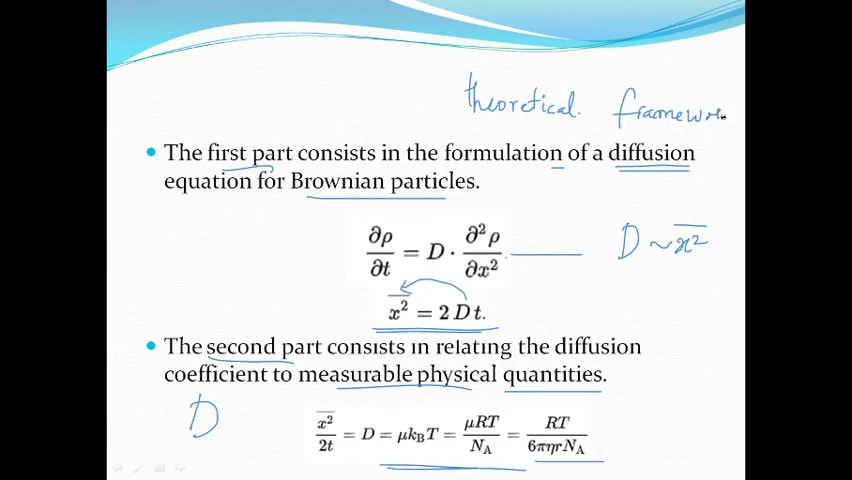 theoretical. framewor
• The first part consists in the formulation of a diffusion
equation for Brownian particles.
∂ρ/∂t = D · ∂²ρ/∂x².
D ~ x̅²
x̅² = 2 D t.
• The second part consists in relating the diffusion
coefficient to measurable physical quantities.
D
x̅²/2t = D = μk_BT = μRT/N_A = RT/6πηrN_A